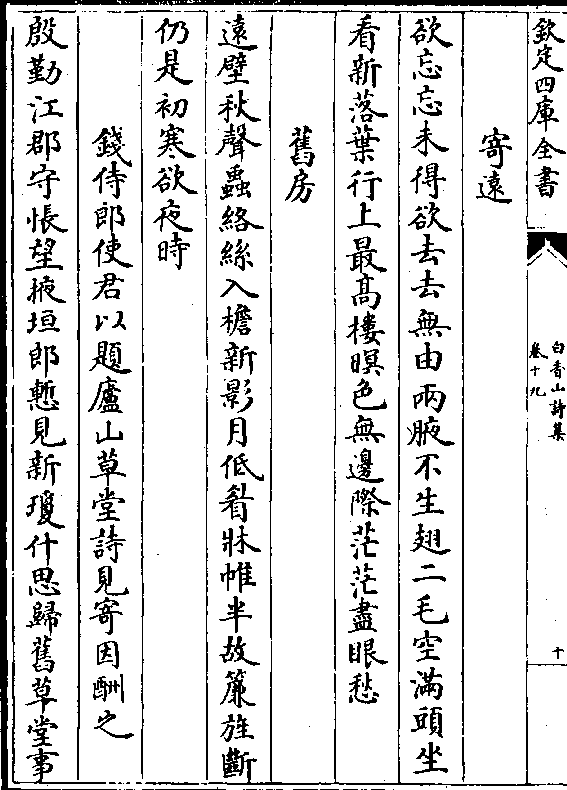 欽定四庫全書
白香山詩集
卷十九
十
寄遠
欲忘忘未得欲去去無由兩腋不生翅二毛空滿頭坐
看新落葉行上最高樓暝色無邊際茫茫盡眼愁
舊房
遠壁秋聲蟲絡絲入檐新影月低眉牀帷半故簾旌斷
仍是初寒欲夜時
錢侍郎使君以題廬山草堂詩見寄因酬之
殷勤江郡守悵望掖垣郎慙見新瓊什思歸舊草堂事